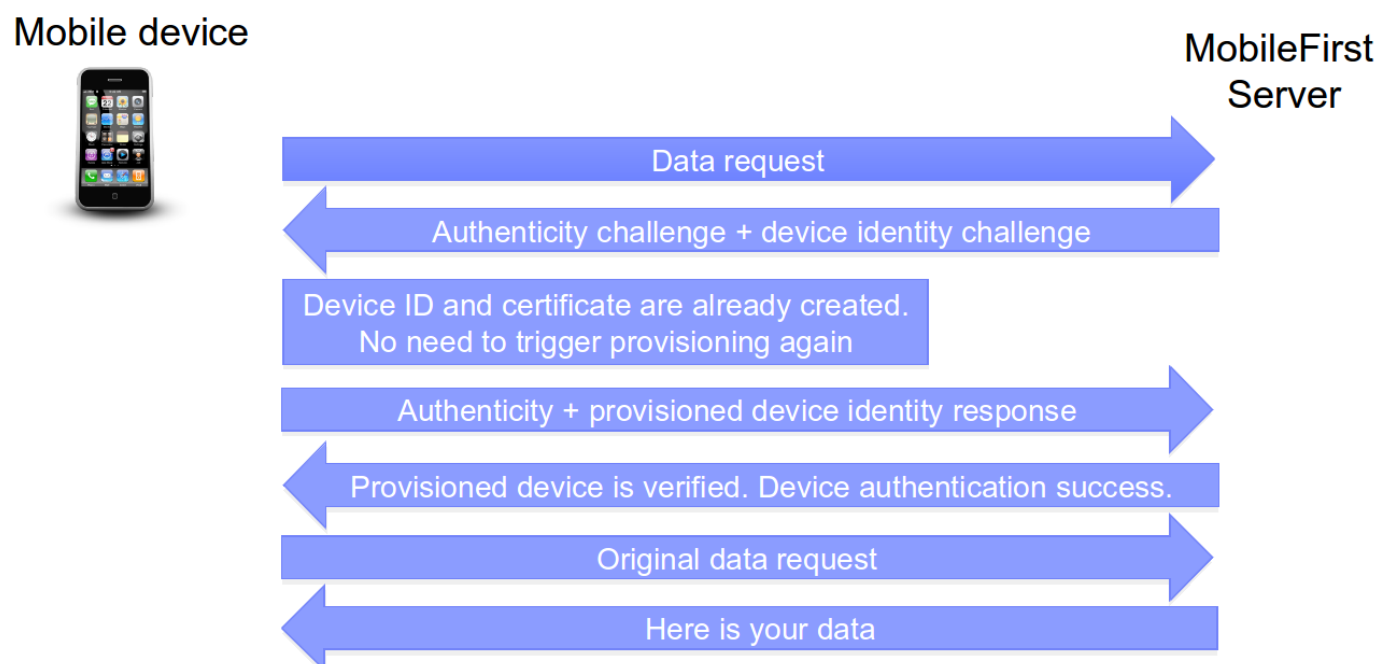 Mobile device
MobileFirst
Server
Data request
Authenticity challenge + device identity challenge
Device ID and certificate are already created.
No need to trigger provisioning again
Authenticity + provisioned device identity response
Provisioned device is verified. Device authentication success.
Original data request
Here is your data